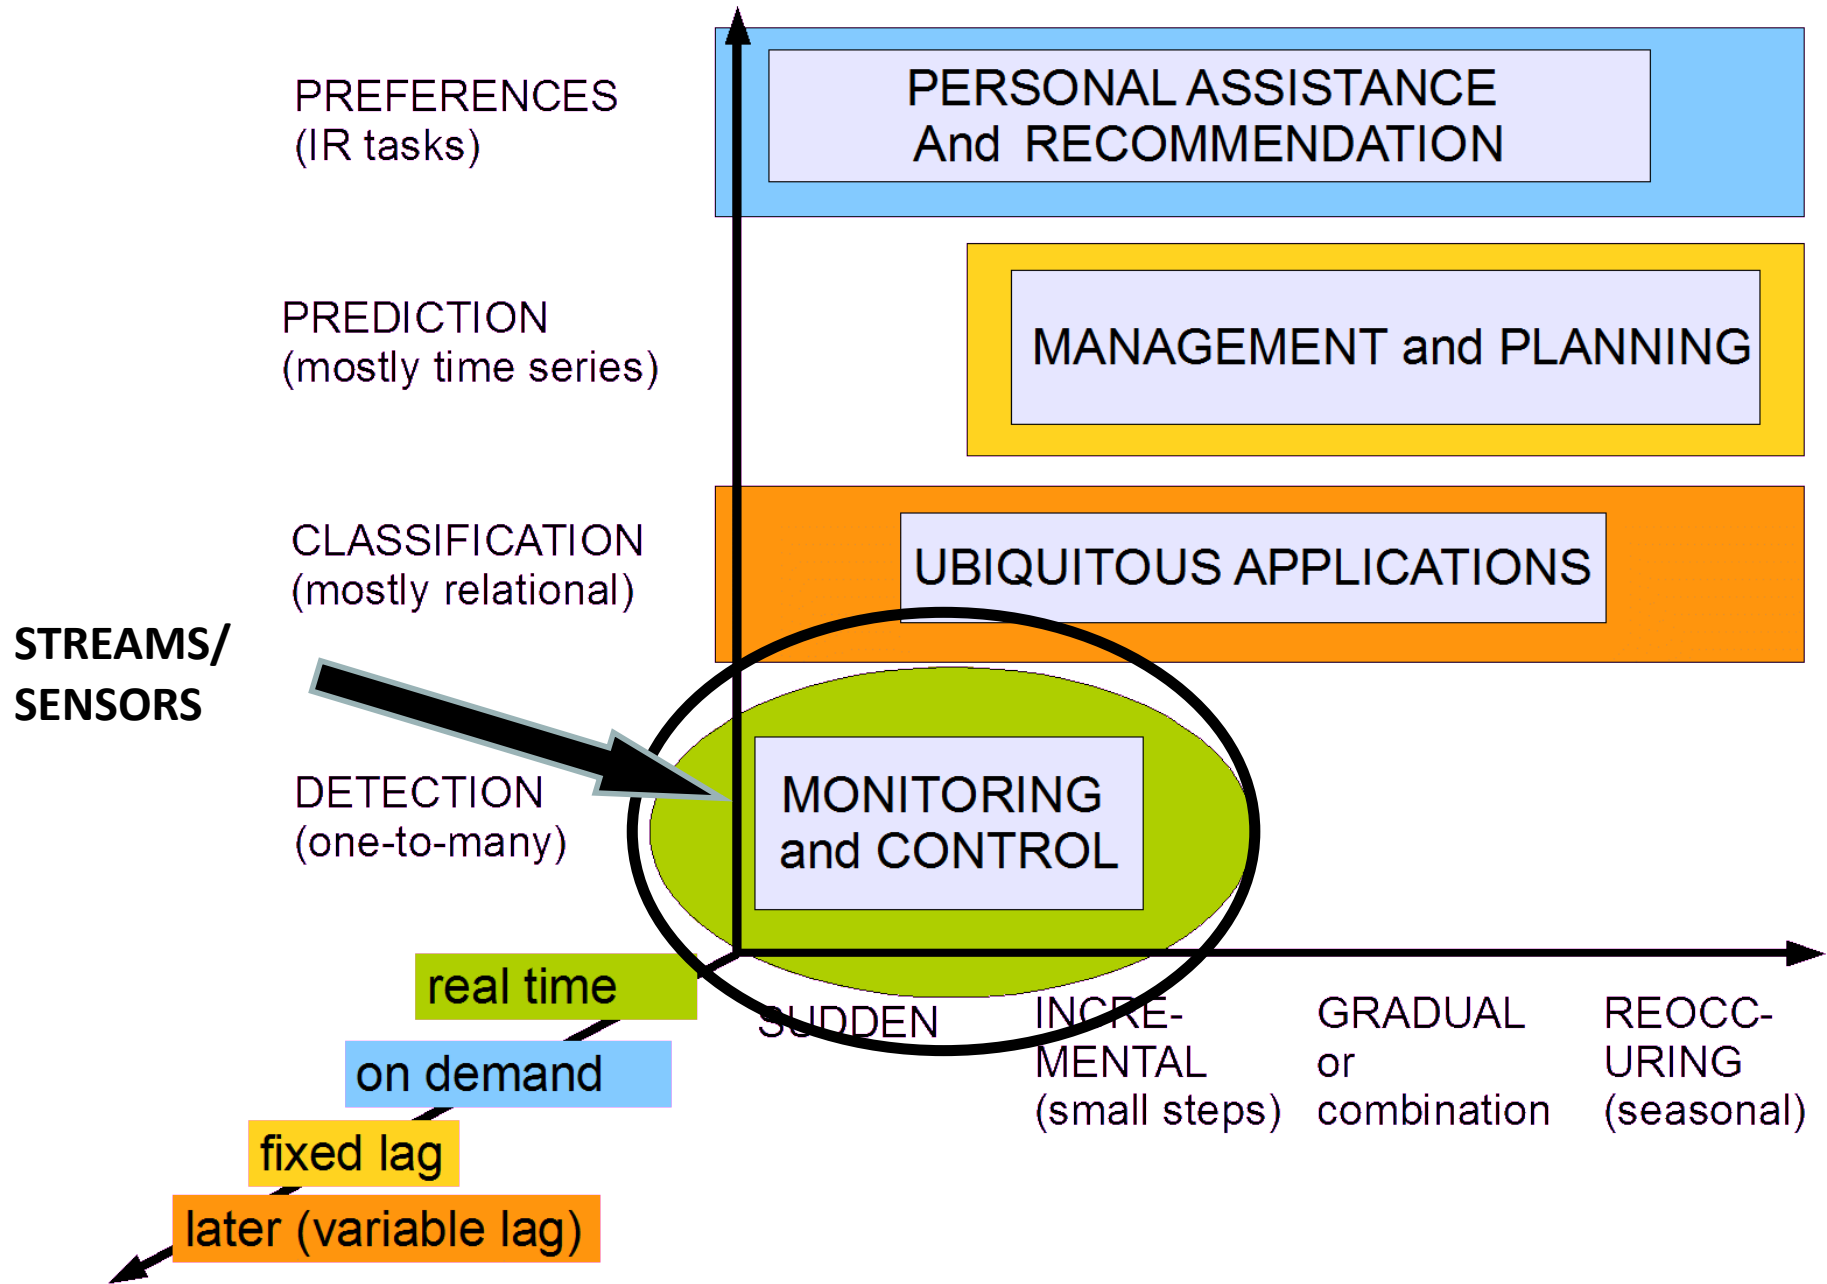 PREFERENCES
(IR tasks)
PERSONAL ASSISTANCE
And RECOMMENDATION
PREDICTION
(mostly time series)
MANAGEMENT and PLANNING
CLASSIFICATION
(mostly relational)
UBIQUITOUS APPLICATIONS
STREAMS/
SENSORS
DETECTION
(one-to-many)
MONITORING
and CONTROL
real time
on demand
fixed lag
later (variable lag)
SUDDEN
INCRE-
MENTAL
(small steps)
GRADUAL
or
combination
REOCC-
URING
(seasonal)